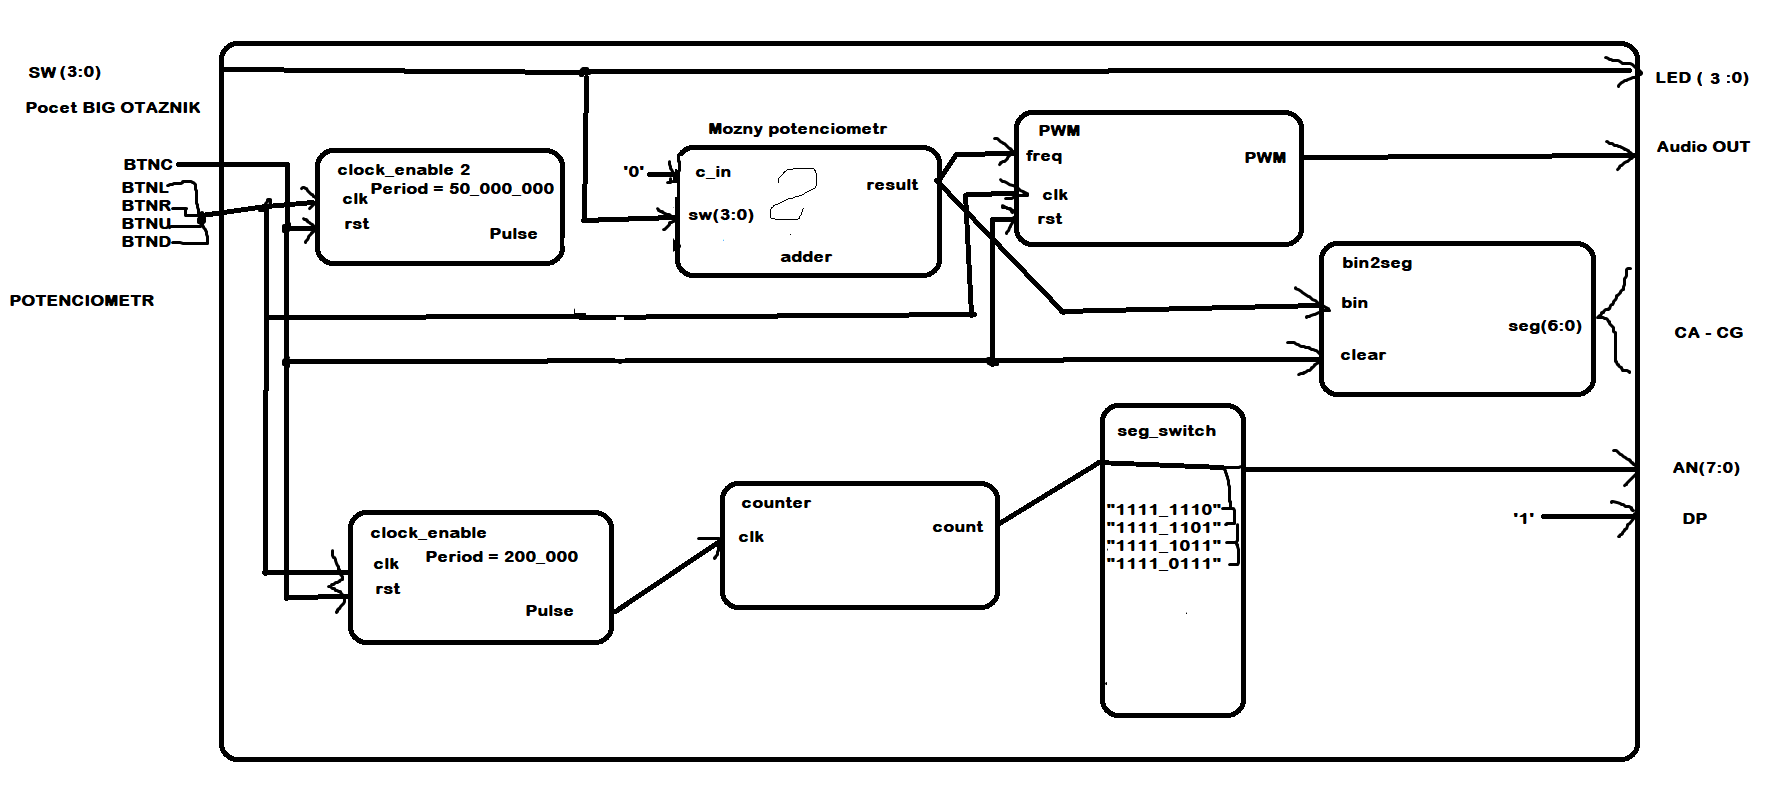 SW (3:0)
Pocet BIG OTAZNIK
BTNC
BTNL
BTNR
BTNU
BTND
POTENCIOMETR
clock_enable 2
Period = 50_000_000
clk
rst
Pulse
Mozny potenciometr
'0'
c_in
2
result
sw(3:0)
adder
PWM
freq
PWM
clk
rst
bin2seg
bin
seg(6:0)
clear
clock_enable
Period = 200_000
clk
rst
Pulse
counter
clk
count
seg_switch
"1111_1110"
"1111_1101"
"1111_1011"
"1111_0111"
'1'
LED ( 3 :0)
Audio OUT
CA - CG
AN(7:0)
DP